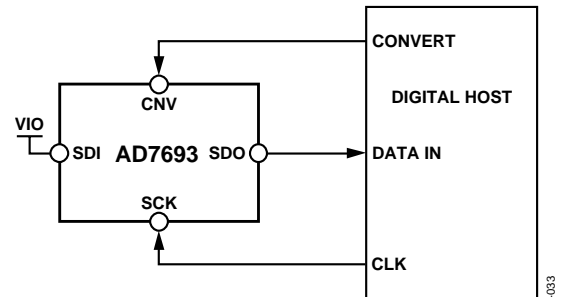 CONVERT
CNV
DIGITAL HOST
VIO
SDI AD7693 SDO
DATA IN
SCK
CLK
-033